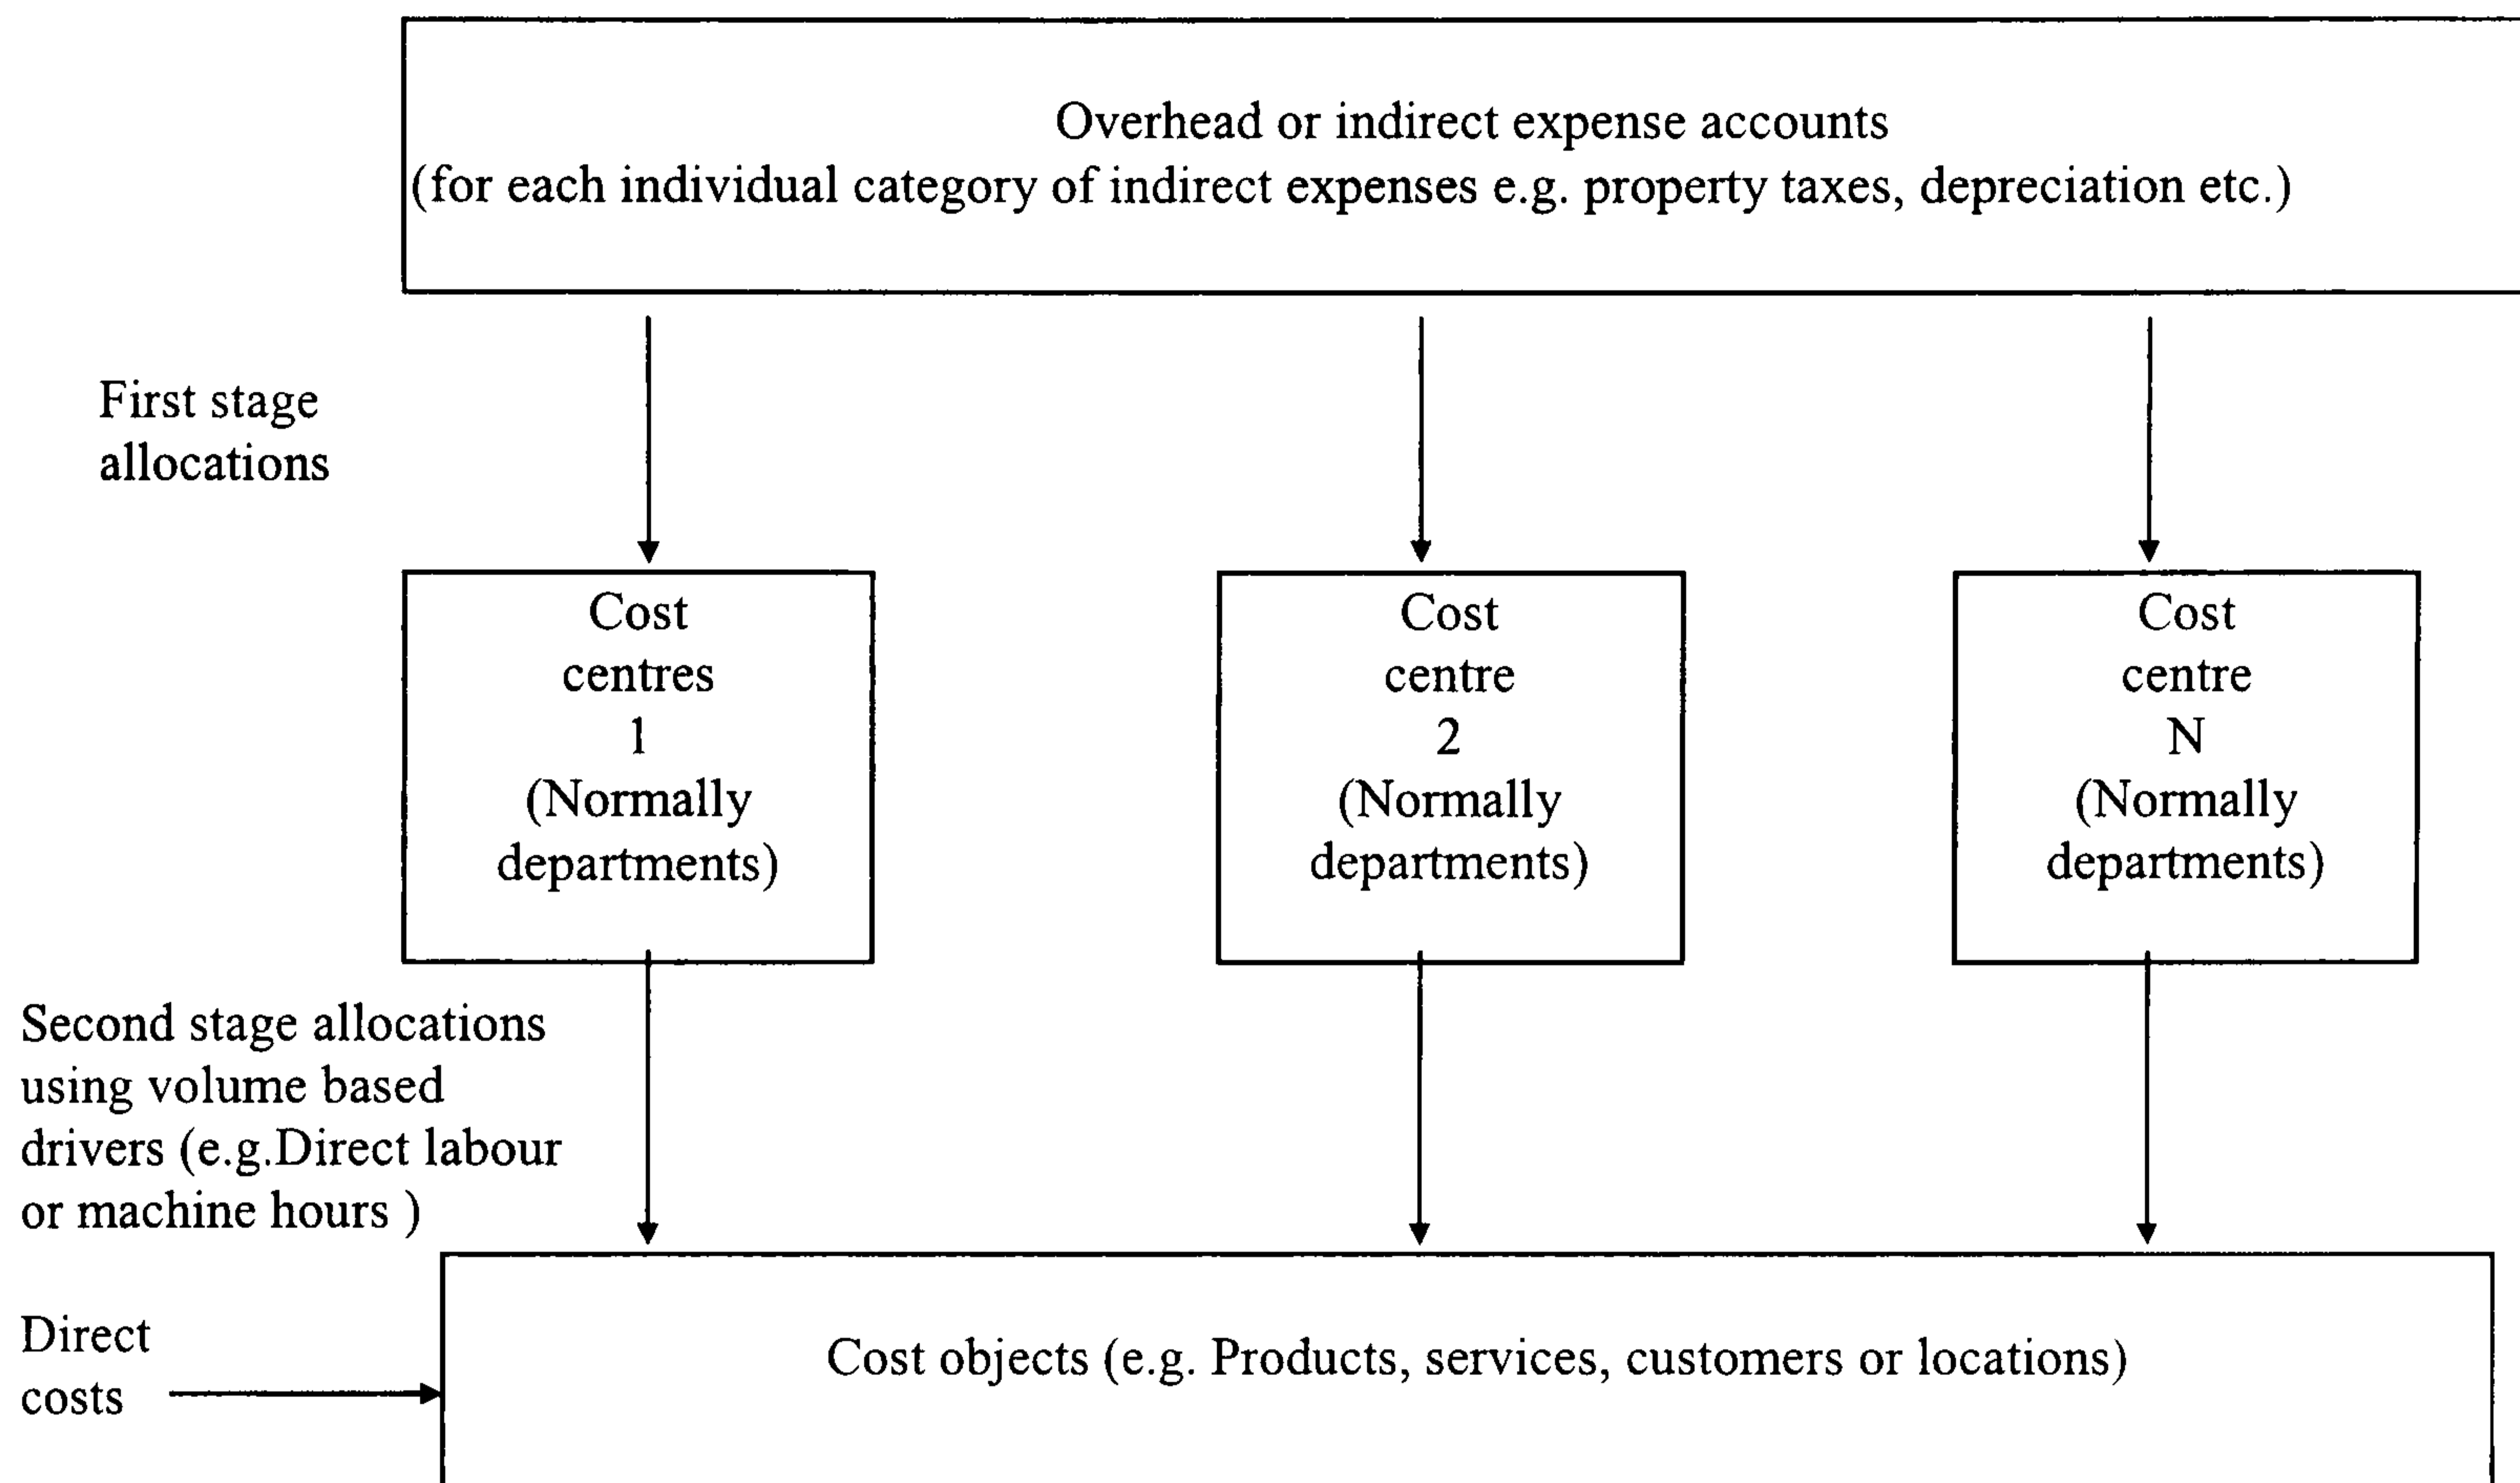 Overhead or indirect expense accounts
(for each individual category of indirect expenses e.g. property taxes, depreciation etc.)
First stage
allocations
Cost
centres
1
(Normally
departments)
Cost
centre
2
(Normally
departments)
Cost
centre
N
(Normally
departments)
Second stage allocations
using volume based
drivers (e.g.Direct labour
or machine hours )
Direct
costs
Cost objects (e.g. Products, services, customers or locations)